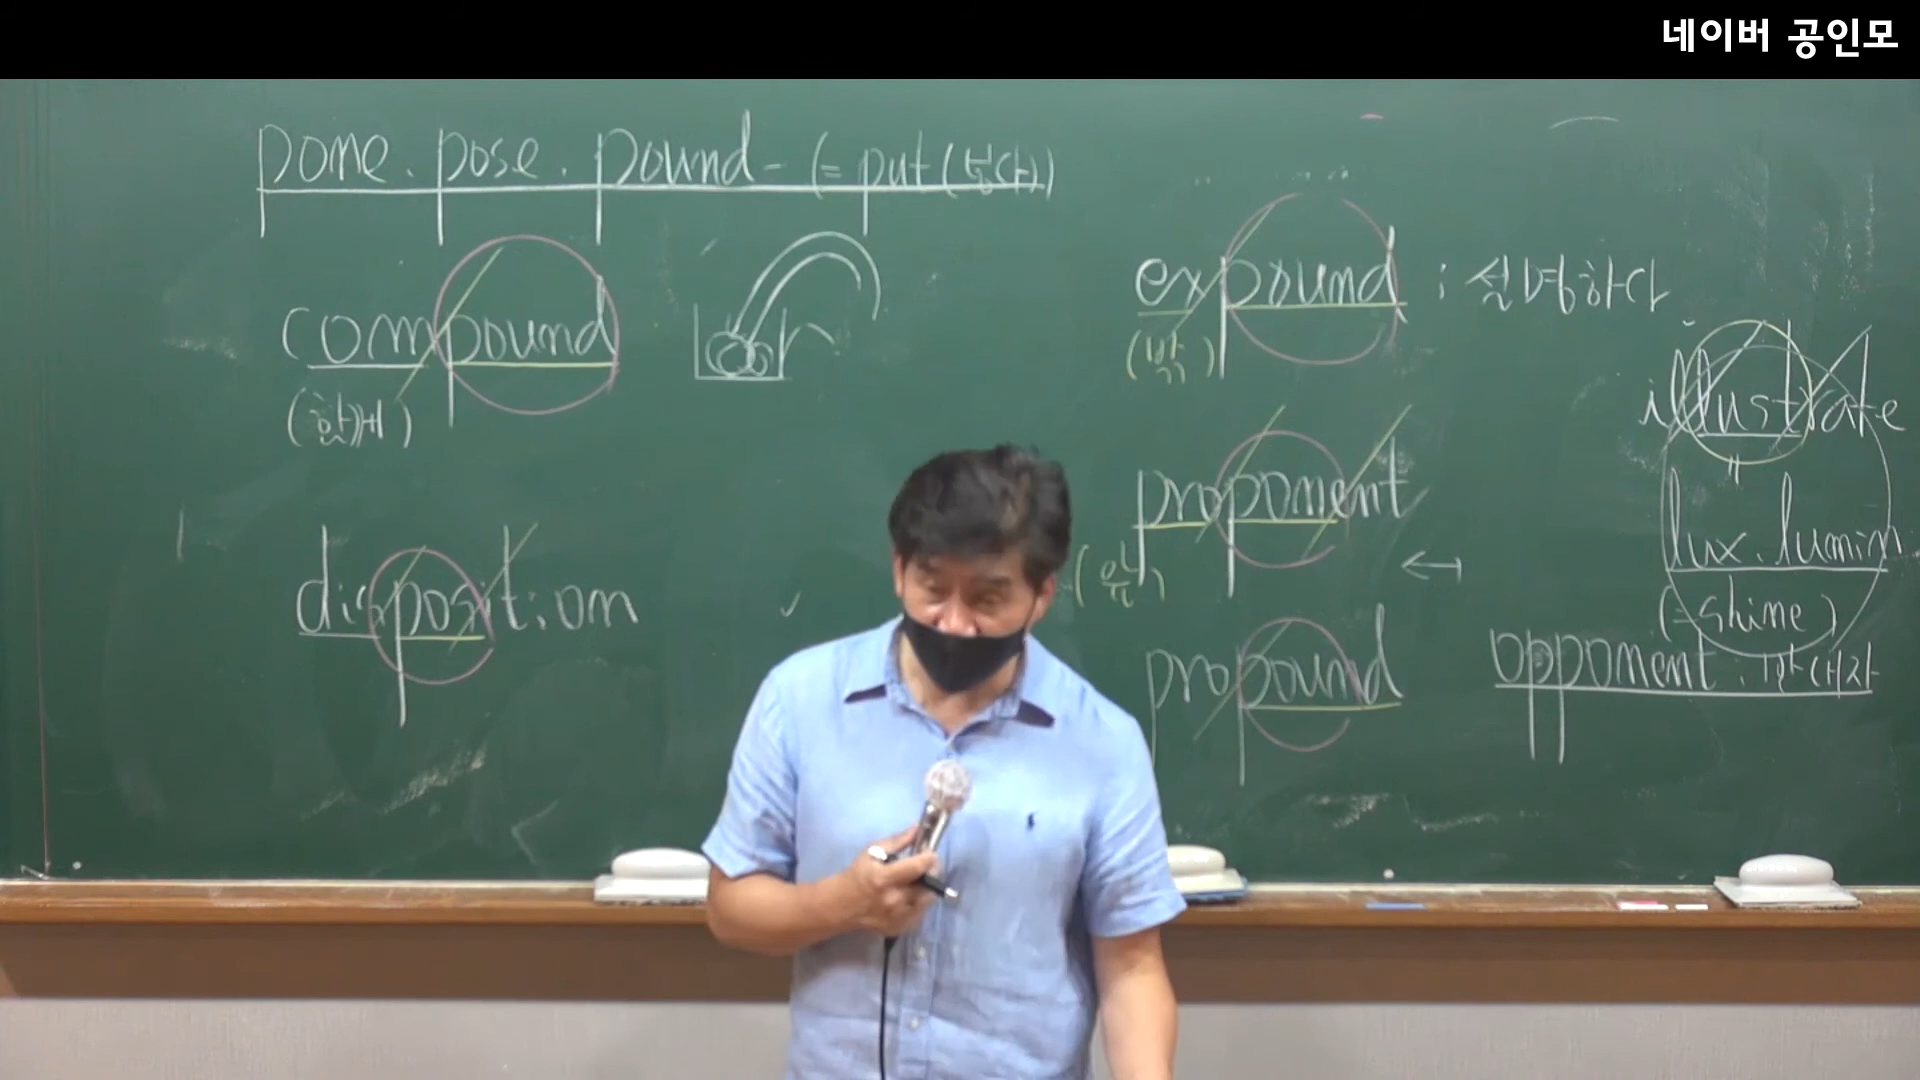 네이버 공인모
pone. pose. pound- (= put (놓다))
compound
(함께)
disposition
expound : 설명하다
(밖)
proponent
(앞)
↔
propound
illustrate
"
lux. lumin
(= shine)
opponent : 반대자